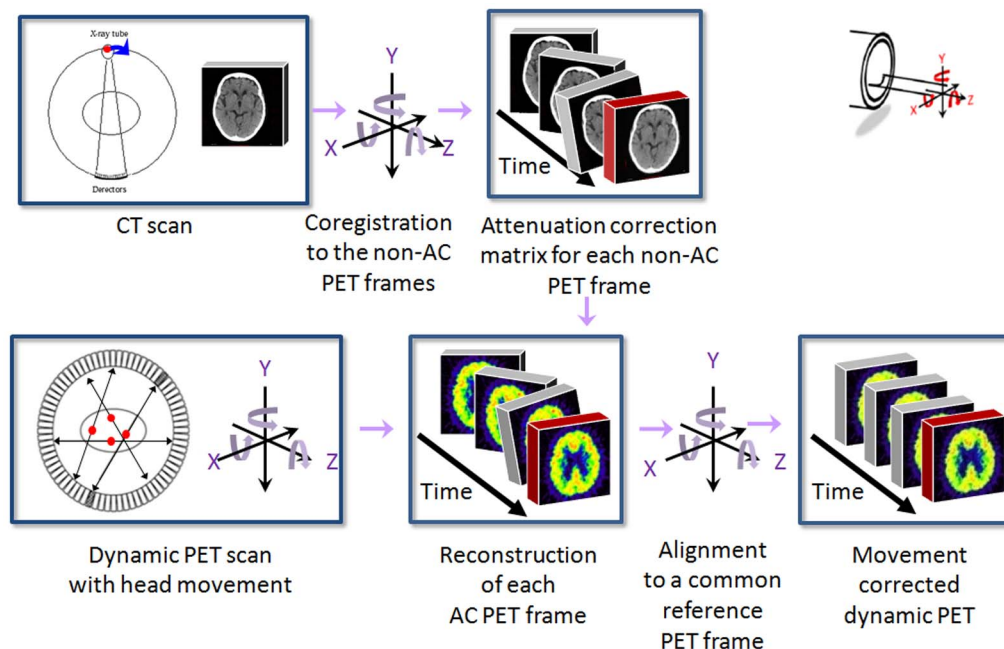 X-ray tube
Derectors
CT scan
Y
X
Z
Coregistration
to the non-AC
PET frames
Time
Attenuation correction
matrix for each non-AC
PET frame
Y
X
Z
Y
X
Z
Dynamic PET scan
with head movement
Time
Reconstruction
of each
AC PET frame
Y
X
Z
Alignment
to a common
reference
PET frame
Time
Movement
corrected
dynamic PET